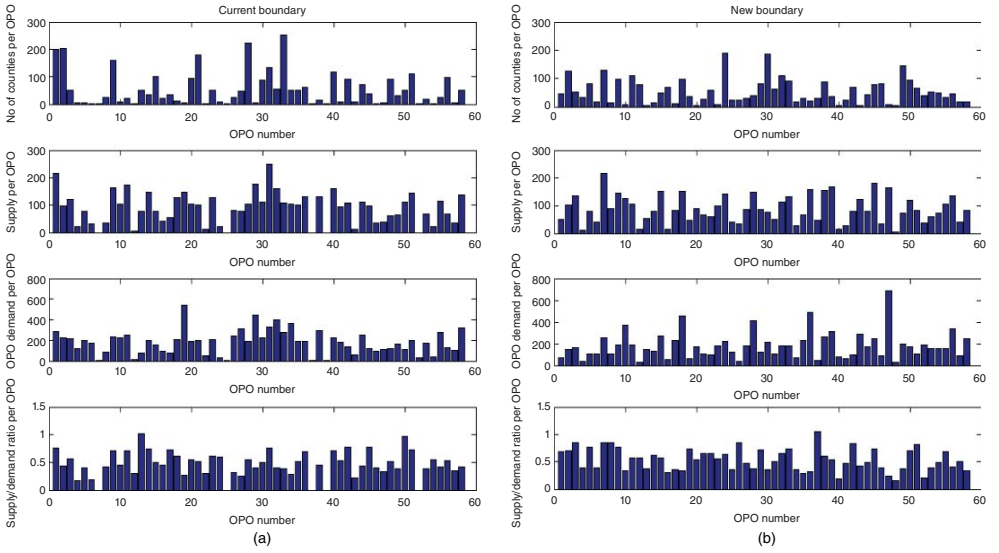 Current boundary
No of counties per OPO
300
200
100
0
0 10 20 30 40 50 60
OPO number
Supply per OPO
300
200
100
0
0 10 20 30 40 50 60
OPO number
OPO demand per OPO
800
600
400
200
0
0 10 20 30 40 50 60
OPO number
Supply/demand ratio per OPO
1.5
1
0.5
0
0 10 20 30 40 50 60
OPO number
(a)
New boundary
No of counties per OPO
300
200
100
0
0 10 20 30 40 50 60
OPO number
Supply per OPO
300
200
100
0
0 10 20 30 40 50 60
OPO number
OPO demand per OPO
800
600
400
200
0
0 10 20 30 40 50 60
OPO number
Supply/demand ratio per OPO
1.5
1
0.5
0
0 10 20 30 40 50 60
OPO number
(b)